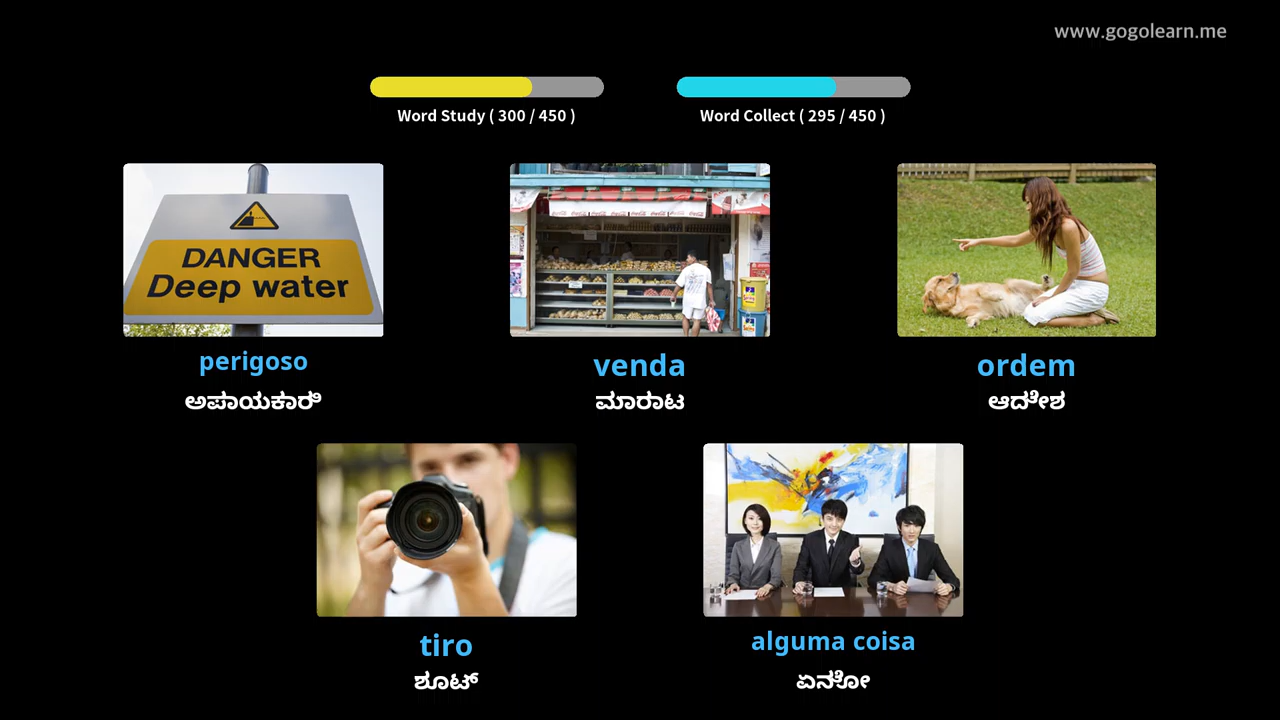 www.gogolearn.me
Word Study ( 300 / 450 )
Word Collect ( 295 / 450 )
DANGER
Deep water
perigoso
ಅಪಾಯಕಾರಿ
venda
ಮಾರಾಟ
ordem
ಆದೇಶ
tiro
ಶೂಟ್
alguma coisa
ಏನೋ